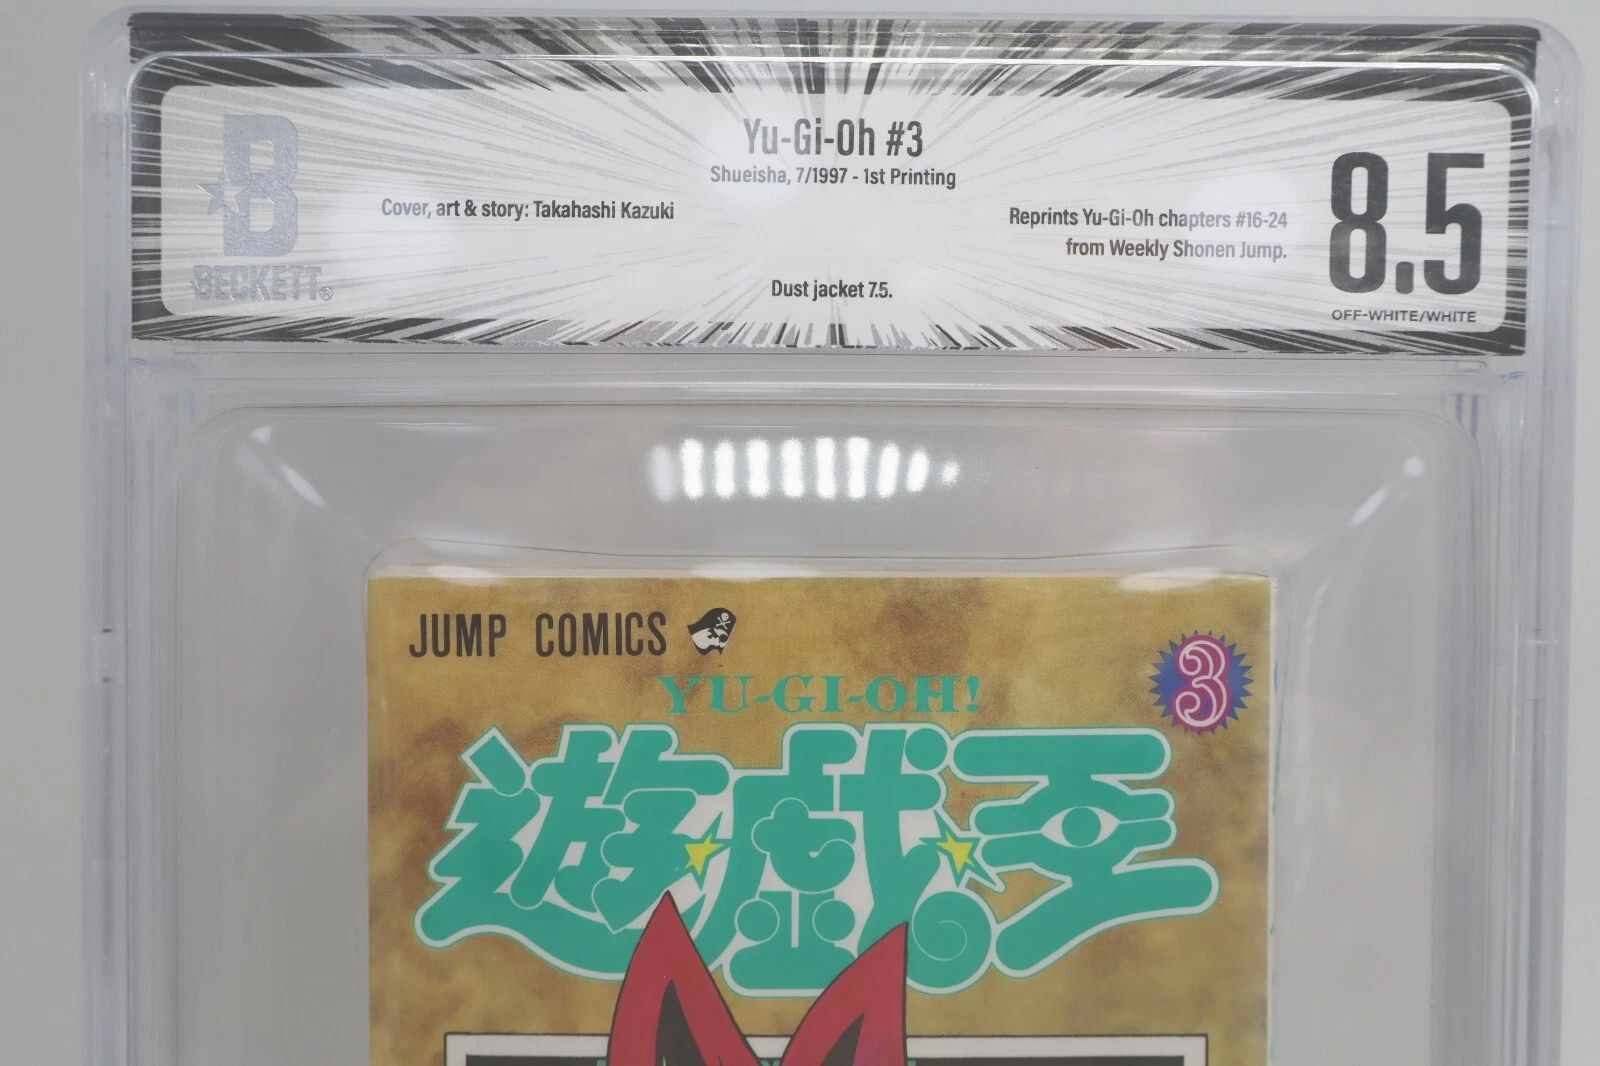 B
BECKETT®
Yu-Gi-Oh #3
Shueisha, 7/1997 - 1st Printing
Cover, art & story: Takahashi Kazuki
Reprints Yu-Gi-Oh chapters #16-24
from Weekly Shonen Jump.
Dust jacket 7.5.
8.5
OFF-WHITE/WHITE
JUMP COMICS
3
YU-GI-OH!
遊戯王